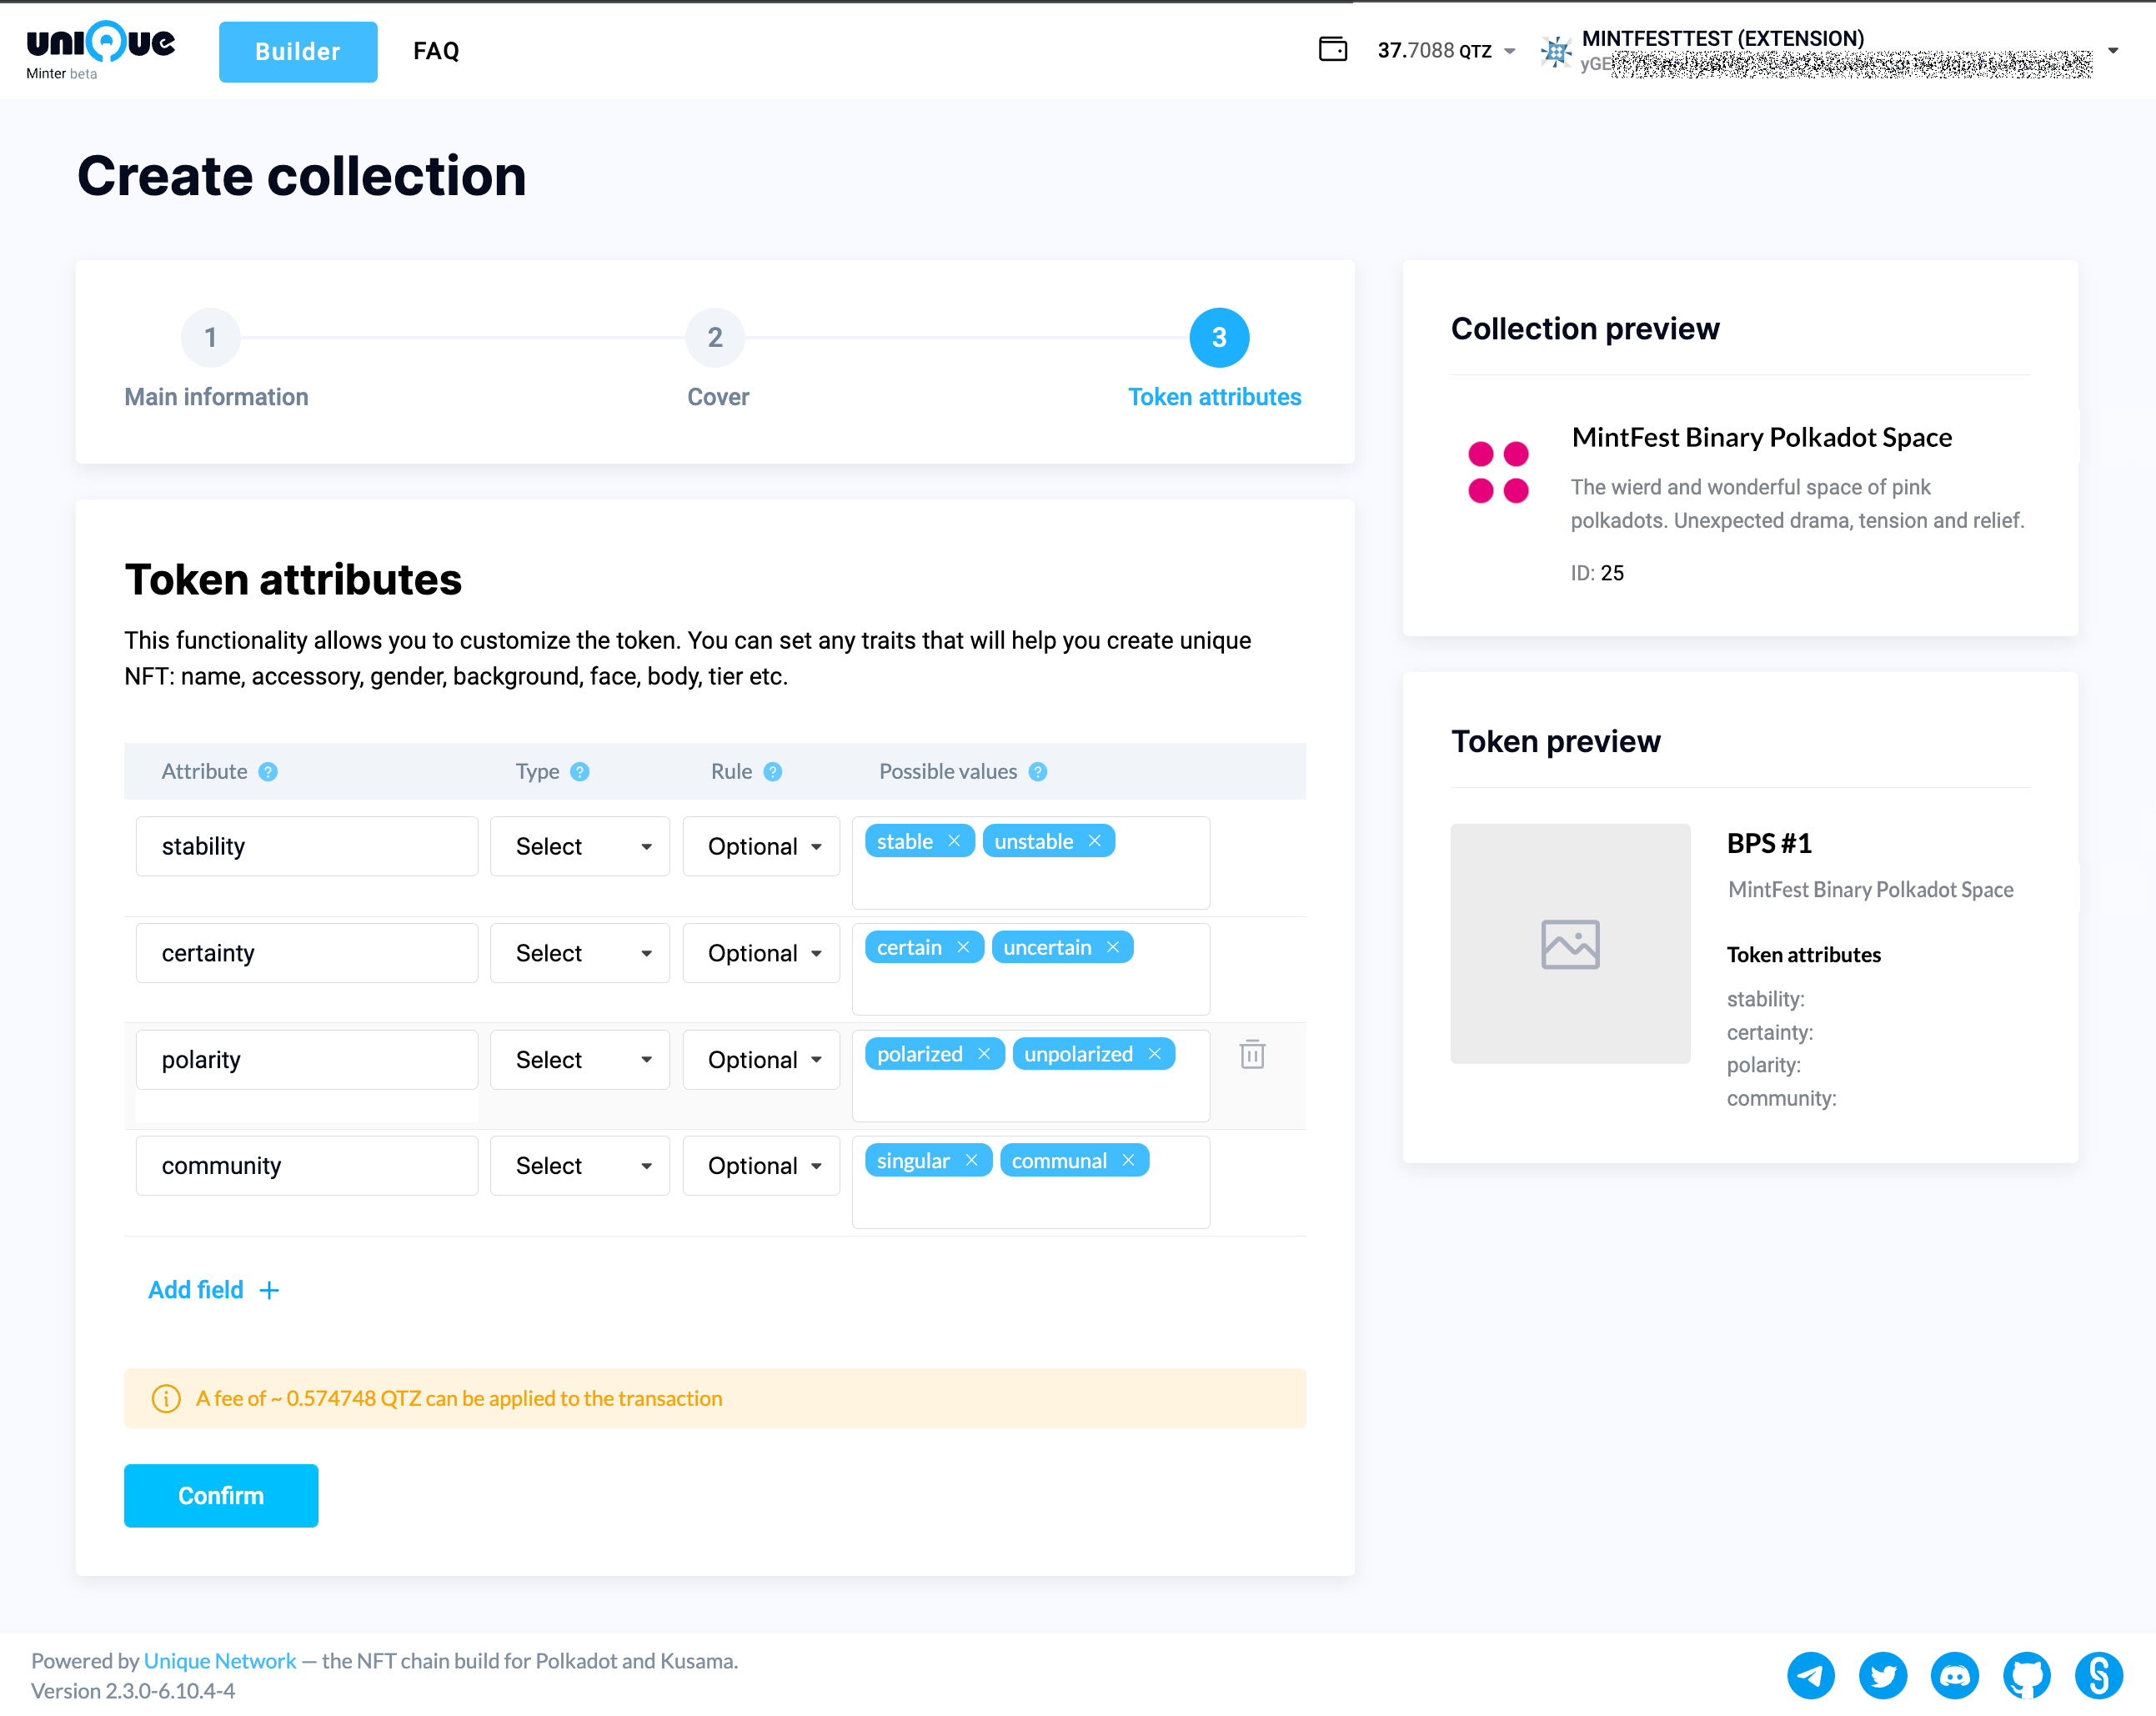 unique
Minter beta
Builder
FAQ
37.7088 QTZ
MINTFESTTEST (EXTENSION)
yGE
Create collection
1
2
3
Main information
Cover
Token attributes
Token attributes
This functionality allows you to customize the token. You can set any traits that will help you create unique
NFT: name, accessory, gender, background, face, body, tier etc.
Attribute ?
Type ?
Rule ?
Possible values ?
stability
Select
Optional
stable ×
unstable ×
certainty
Select
Optional
certain ×
uncertain ×
polarity
Select
Optional
polarized ×
unpolarized ×
community
Select
Optional
singular ×
communal ×
Add field +
A fee of ~ 0.574748 QTZ can be applied to the transaction
Confirm
Collection preview
MintFest Binary Polkadot Space
The wierd and wonderful space of pink
polkadots. Unexpected drama, tension and relief.
ID: 25
Token preview
BPS #1
MintFest Binary Polkadot Space
Token attributes
stability:
certainty:
polarity:
community:
Powered by Unique Network — the NFT chain build for Polkadot and Kusama.
Version 2.3.0-6.10.4-4